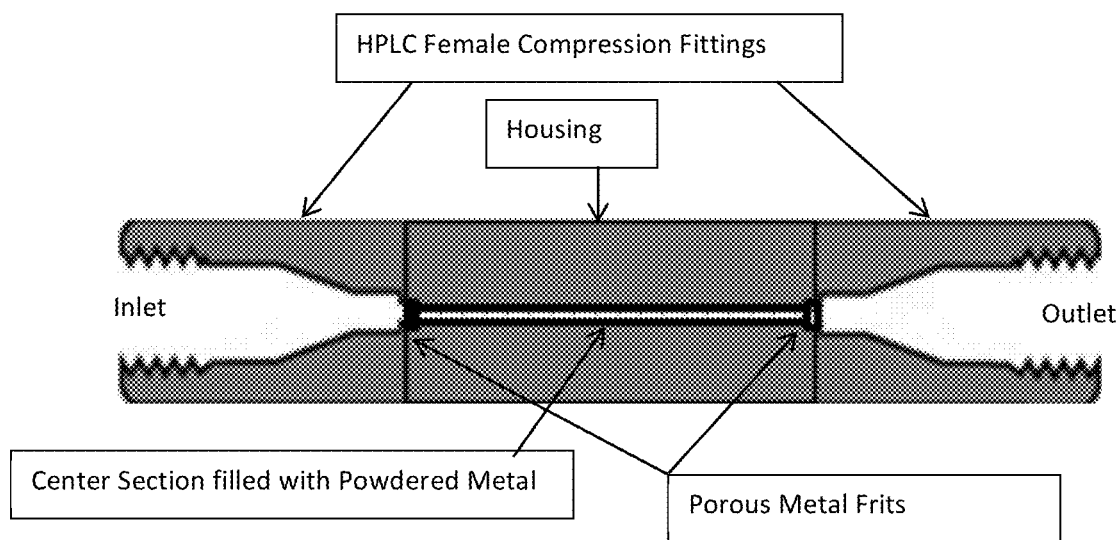 HPLC Female Compression Fittings
Housing
Inlet
Outlet
Center Section filled with Powdered Metal
Porous Metal Frits